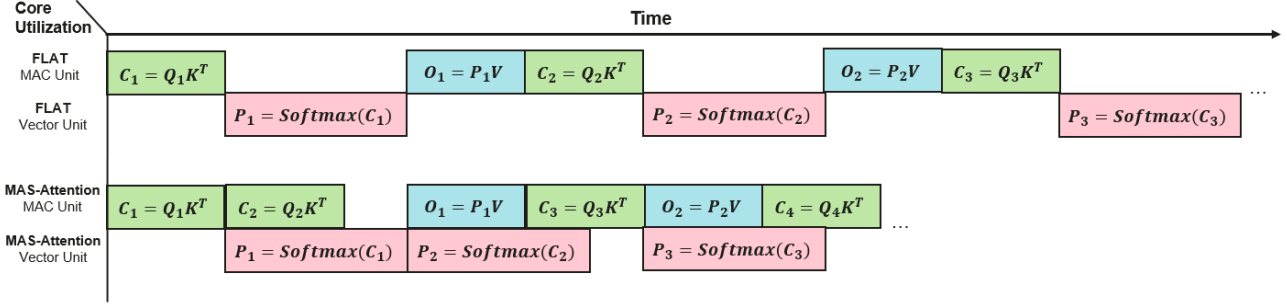 Core
Utilization
Time
FLAT
MAC Unit
C₁ = Q₁Kᵀ
O₁ = P₁V
C₂ = Q₂Kᵀ
O₂ = P₂V
C₃ = Q₃Kᵀ
...
FLAT
Vector Unit
P₁ = Softmax(C₁)
P₂ = Softmax(C₂)
P₃ = Softmax(C₃)
MAS-Attention
MAC Unit
C₁ = Q₁Kᵀ
C₂ = Q₂Kᵀ
O₁ = P₁V
C₃ = Q₃Kᵀ
O₂ = P₂V
C₄ = Q₄Kᵀ
...
MAS-Attention
Vector Unit
P₁ = Softmax(C₁)
P₂ = Softmax(C₂)
P₃ = Softmax(C₃)